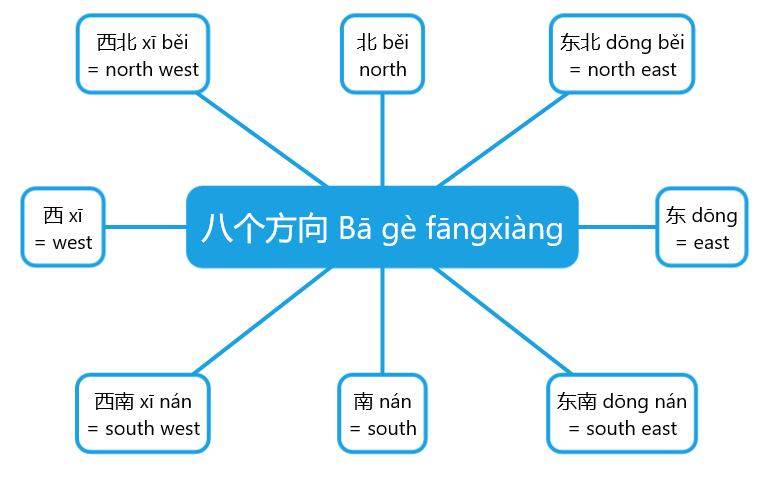 西北 xī běi
= north west
北 běi
north
东北 dōng běi
= north east
西 xī
= west
八个方向 Bā gè fāngxiàng
东 dōng
= east
西南 xī nán
= south west
南 nán
= south
东南 dōng nán
= south east